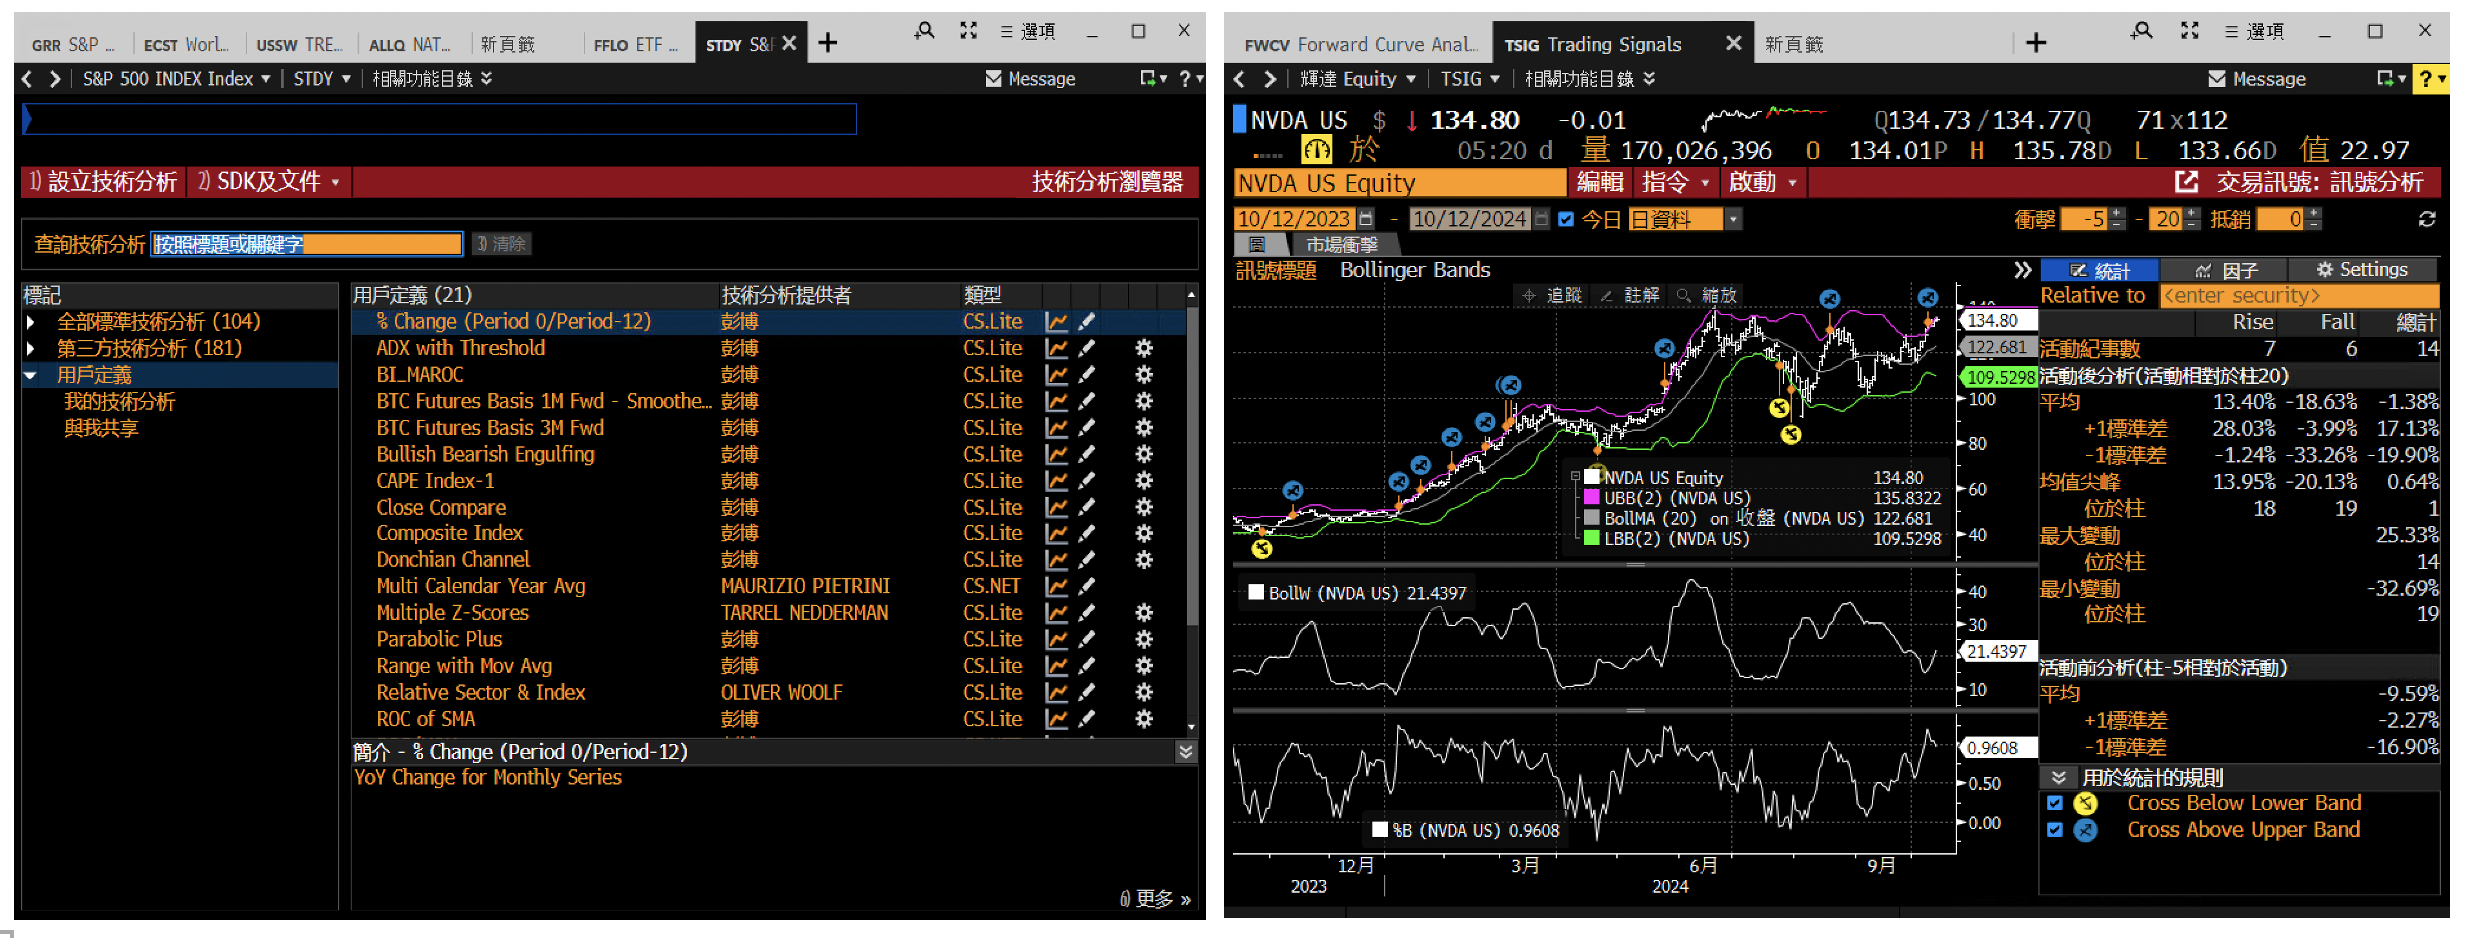 GRR S&P ... ECST Worl... USSW TRE... ALLQ NAT... 新頁籤 FFLO ETF ... STDY S&F × + 選項
S&P 500 INDEX Index STDY 相關功能目錄 Message ?
1) 設立技術分析 2) SDK及文件 技術分析瀏覽器
查詢技術分析 按照標題或關鍵字 3) 清除
標記
全部標準技術分析 (104)
第三方技術分析 (181)
用戶定義
我的技術分析
與我共享
用戶定義 (21) 技術分析提供者 類型
% Change (Period 0/Period-12) 彭博 CS.Lite
ADX with Threshold 彭博 CS.Lite
BI_MAROC 彭博 CS.Lite
BTC Futures Basis 1M Fwd - Smoothe... 彭博 CS.Lite
BTC Futures Basis 3M Fwd 彭博 CS.Lite
Bullish Bearish Engulfing 彭博 CS.Lite
CAPE Index-1 彭博 CS.Lite
Close Compare 彭博 CS.Lite
Composite Index 彭博 CS.Lite
Donchian Channel 彭博 CS.Lite
Multi Calendar Year Avg MAURIZIO PIETRINI CS.NET
Multiple Z-Scores TARREL NEDDERMAN CS.Lite
Parabolic Plus 彭博 CS.Lite
Range with Mov Avg 彭博 CS.Lite
Relative Sector & Index OLIVER WOOLF CS.Lite
ROC of SMA 彭博 CS.Lite
簡介 - % Change (Period 0/Period-12)
YoY Change for Monthly Series
6) 更多 »
FWCV Forward Curve Anal... TSIG Trading Signals × 新頁籤 + 選項
輝達 Equity TSIG 相關功能目錄 Message ?
NVDA US $ ↓ 134.80 -0.01 Q134.73 /134.77Q 71x112
於 05:20 d 量 170,026,396 O 134.01P H 135.78D L 133.66D 值 22.97
NVDA US Equity 編輯 指令 啟動 交易訊號: 訊號分析
10/12/2023 - 10/12/2024 今日 日資料 衝擊 -5 - 20 抵銷 0
圖 市場衝擊
訊號標題 Bollinger Bands
追蹤 註解 縮放
134.80
122.681
109.5298
100
80
60
40
NVDA US Equity 134.80
UBB(2) (NVDA US) 135.8322
BollMA (20) on 收盤 (NVDA US) 122.681
LBB(2) (NVDA US) 109.5298
BollW (NVDA US) 21.4397
40
30
21.4397
10
0.9608
0.50
0.00
%B (NVDA US) 0.9608
12月 3月 6月 9月
2023 2024
統計 因子 Settings
Relative to <enter security>
Rise Fall 總計
活動紀事數 7 6 14
活動後分析(活動相對於柱20)
平均 13.40% -18.63% -1.38%
+1標準差 28.03% -3.99% 17.13%
-1標準差 -1.24% -33.26% -19.90%
均值尖峰 13.95% -20.13% 0.64%
位於柱 18 19 1
最大變動 25.33%
位於柱 14
最小變動 -32.69%
位於柱 19
活動前分析(柱-5相對於活動)
平均 -9.59%
+1標準差 -2.27%
-1標準差 -16.90%
用於統計的規則
Cross Below Lower Band
Cross Above Upper Band